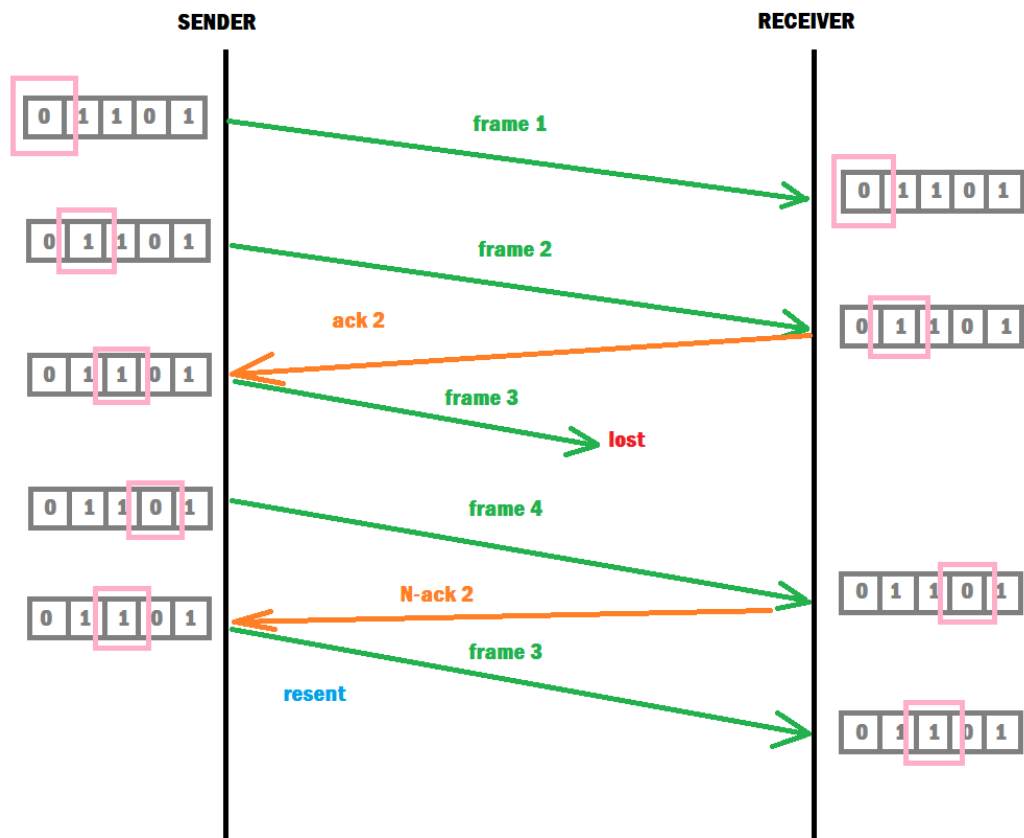 SENDER
RECEIVER
0 1 1 0 1
frame 1
0 1 1 0 1
0 1 1 0 1
frame 2
0 1 1 0 1
ack 2
0 1 1 0 1
frame 3
lost
0 1 1 0 1
frame 4
0 1 1 0 1
N-ack 2
0 1 1 0 1
frame 3
resent
0 1 1 0 1